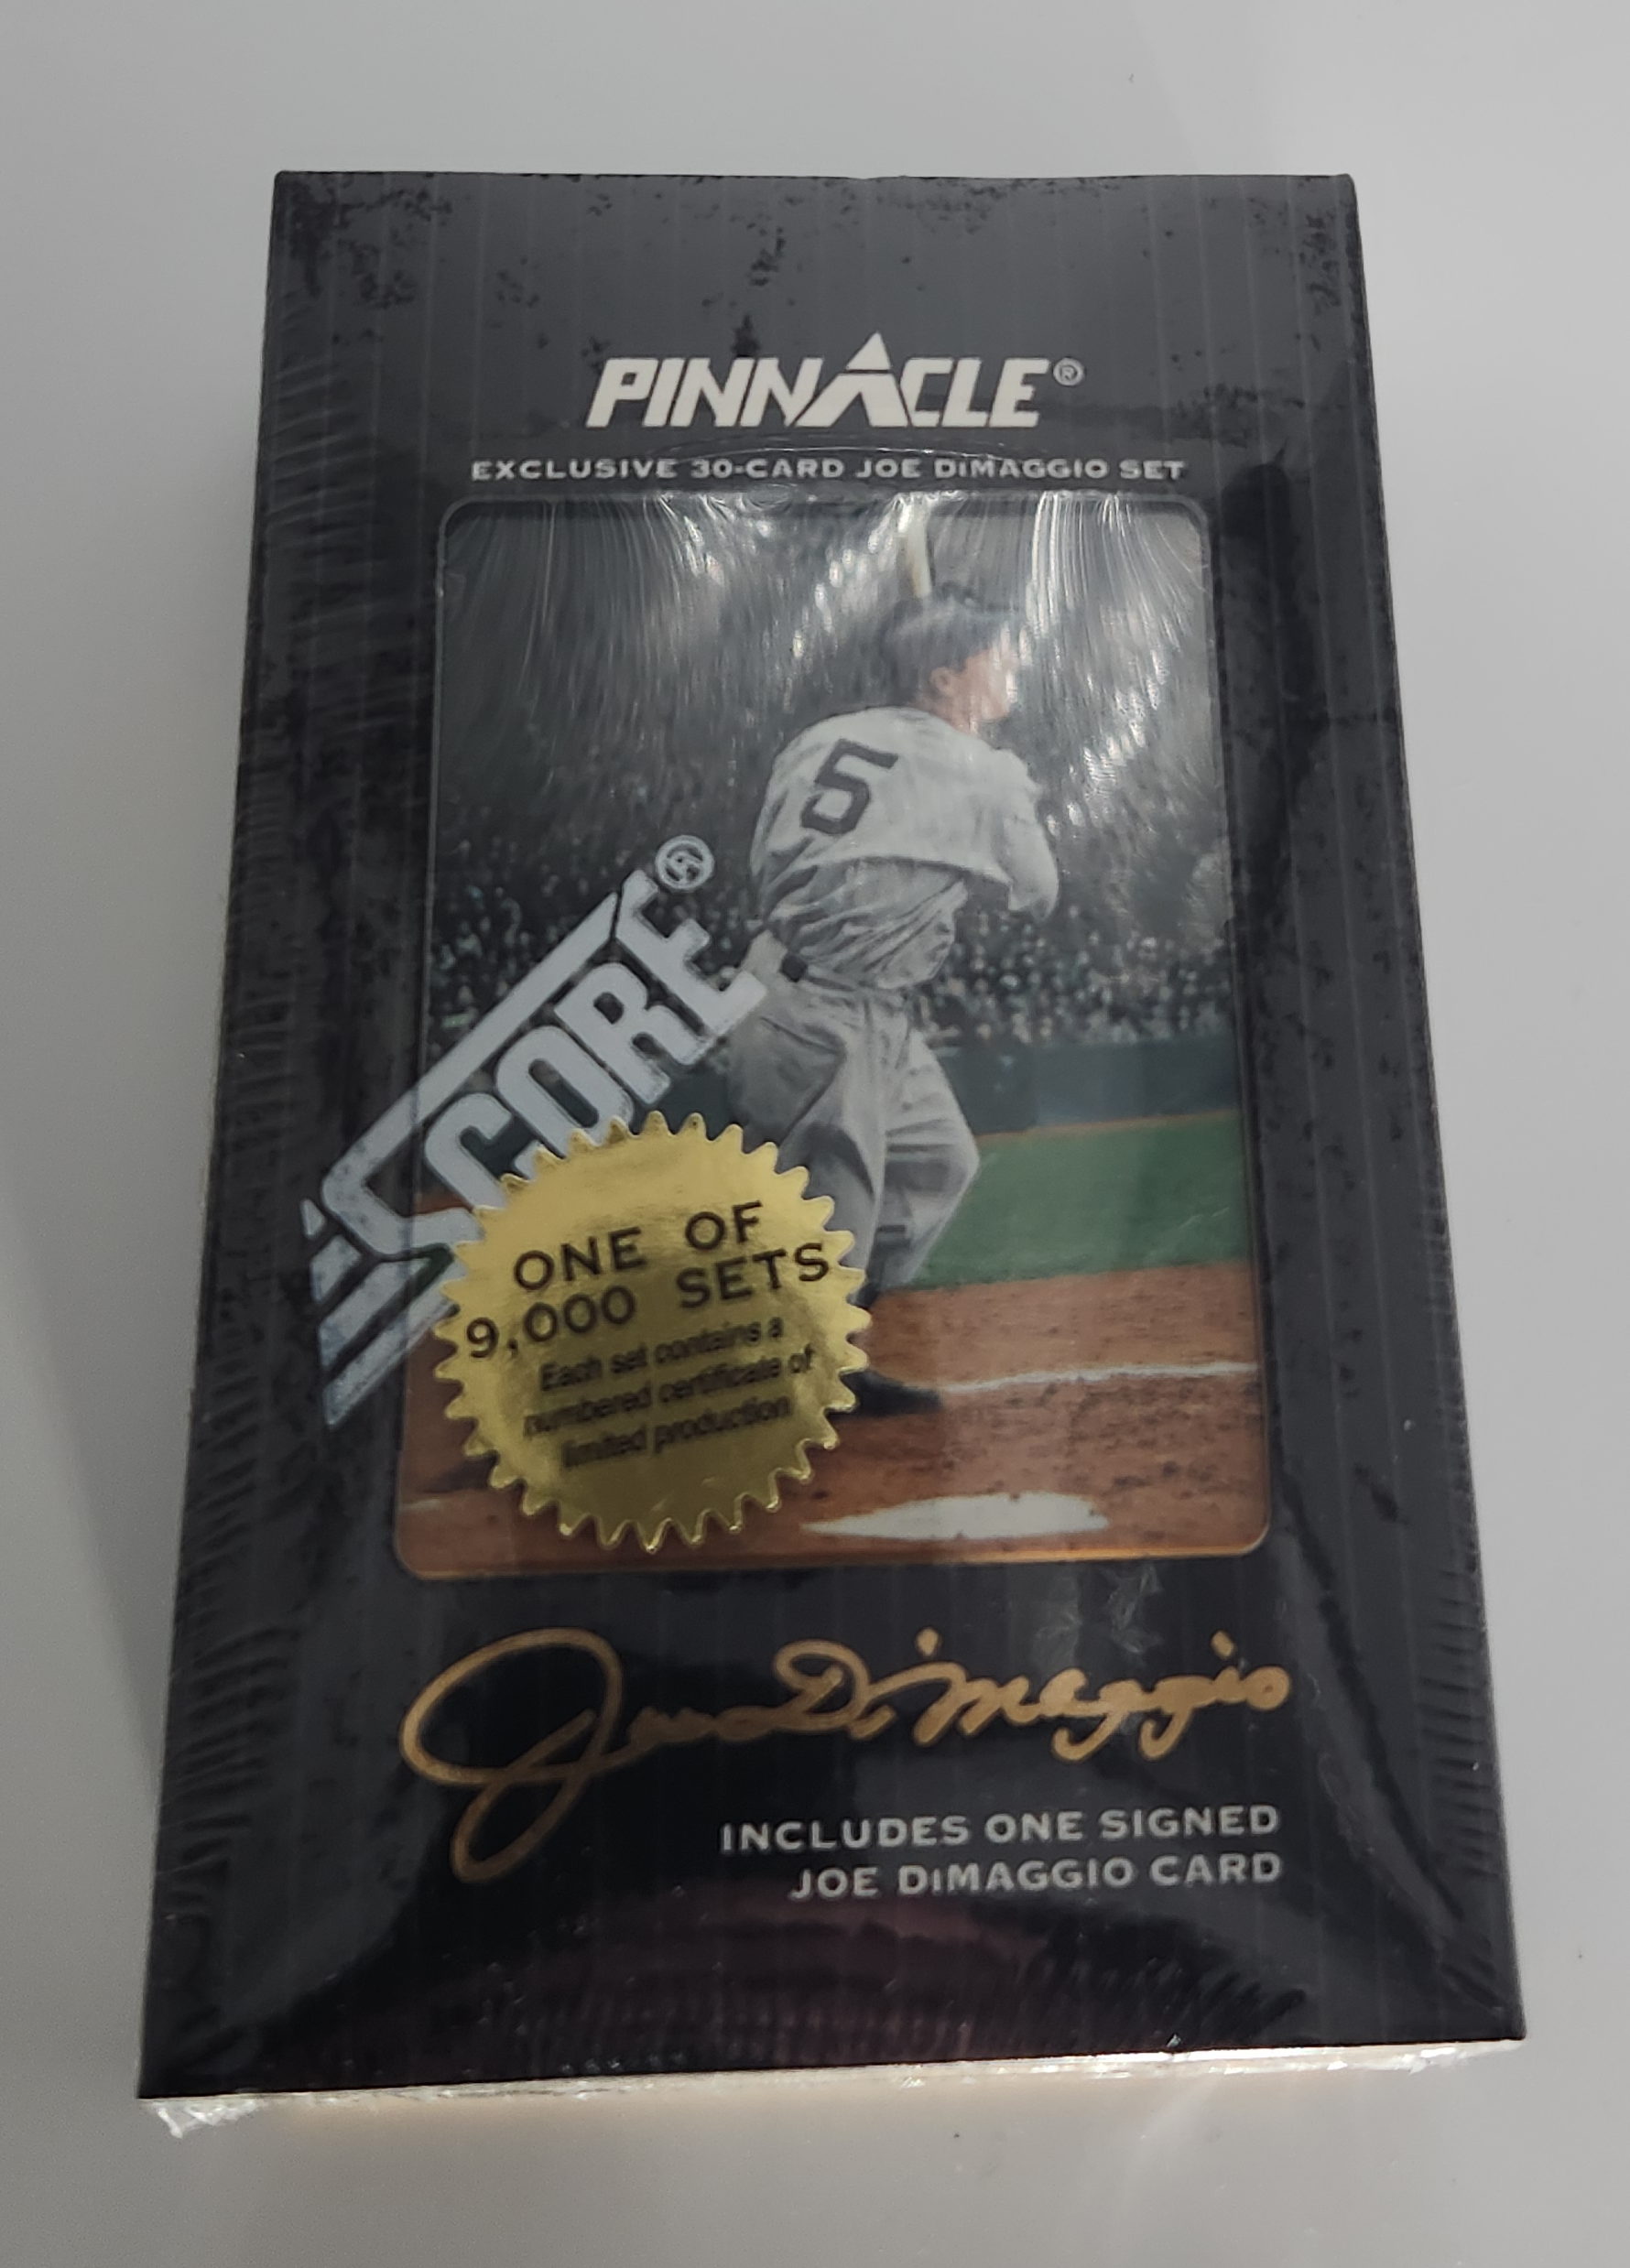 PINNACLE®
EXCLUSIVE 30-CARD JOE DiMAGGIO SET
5
SCORE®
ONE OF
9,000 SETS
Each set contains a
numbered certificate of
limited production
Joe DiMaggio
INCLUDES ONE SIGNED
JOE DiMAGGIO CARD